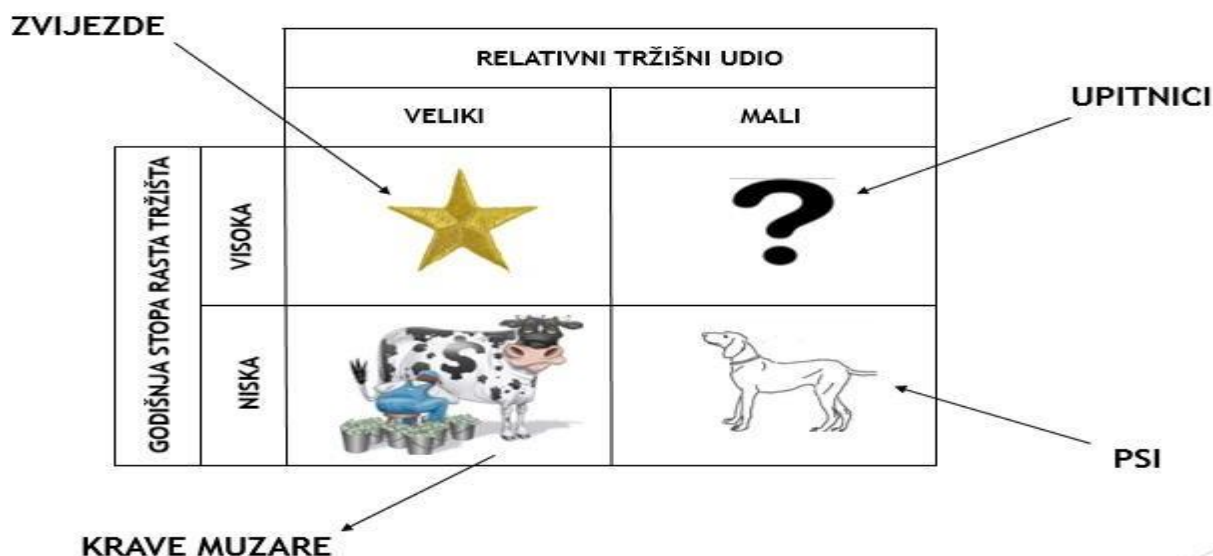 ZVIJEZDE
RELATIVNI TRŽIŠNI UDIO
UPITNICI
VELIKI
MALI
GODIŠNJA STOPA RASTA TRŽIŠTA
VISOKA
?
NISKA
$
PSI
KRAVE MUZARE